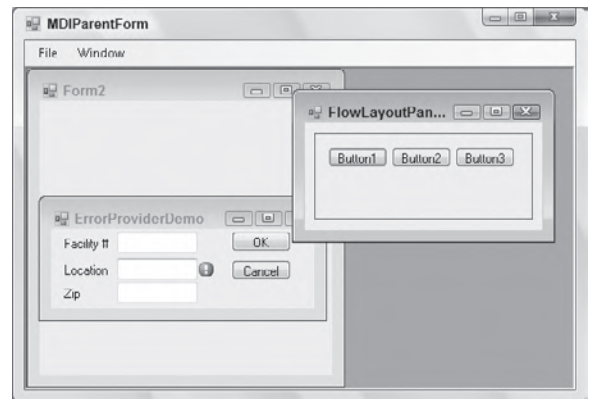 MDIParentForm
File Window
Form2
FlowLayoutPan...
Button1 Button2 Button3
ErrorProviderDemo
Facility #
OK
Location
Cancel
Zip